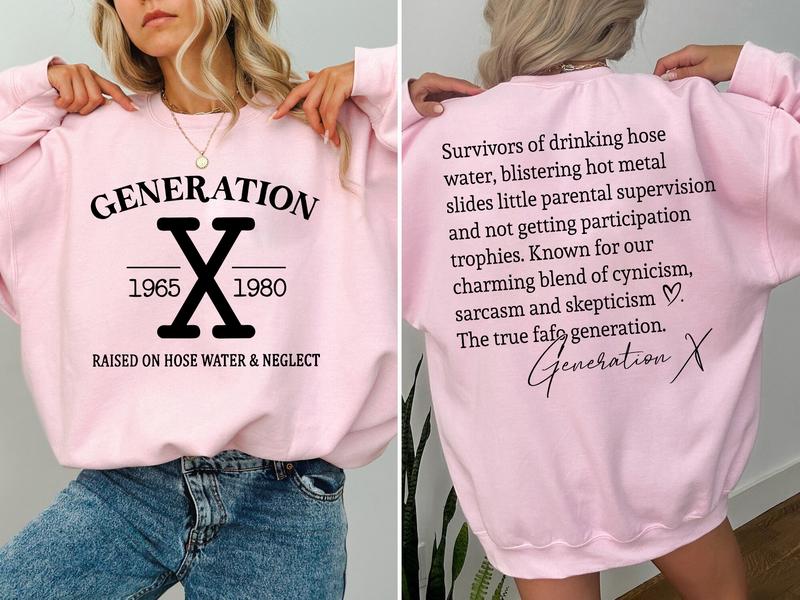 GENERATION
X
1965 1980
RAISED ON HOSE WATER & NEGLECT
Survivors of drinking hose
water, blistering hot metal
slides little parental supervision
and not getting participation
trophies. Known for our
charming blend of cynicism,
sarcasm and skepticism ♡.
The true fafo generation.
Generation X